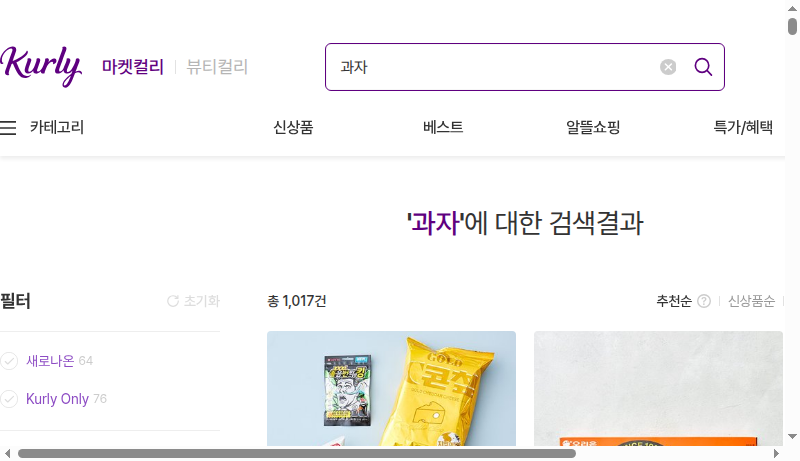 Kurly 마켓컬리 뷰티컬리
과자
카테고리 신상품 베스트 알뜰쇼핑 특가/혜택
'과자'에 대한 검색결과
필터 초기화
총 1,017건 추천순 신상품순
새로나온 64
Kurly Only 76
GOLD
콘초